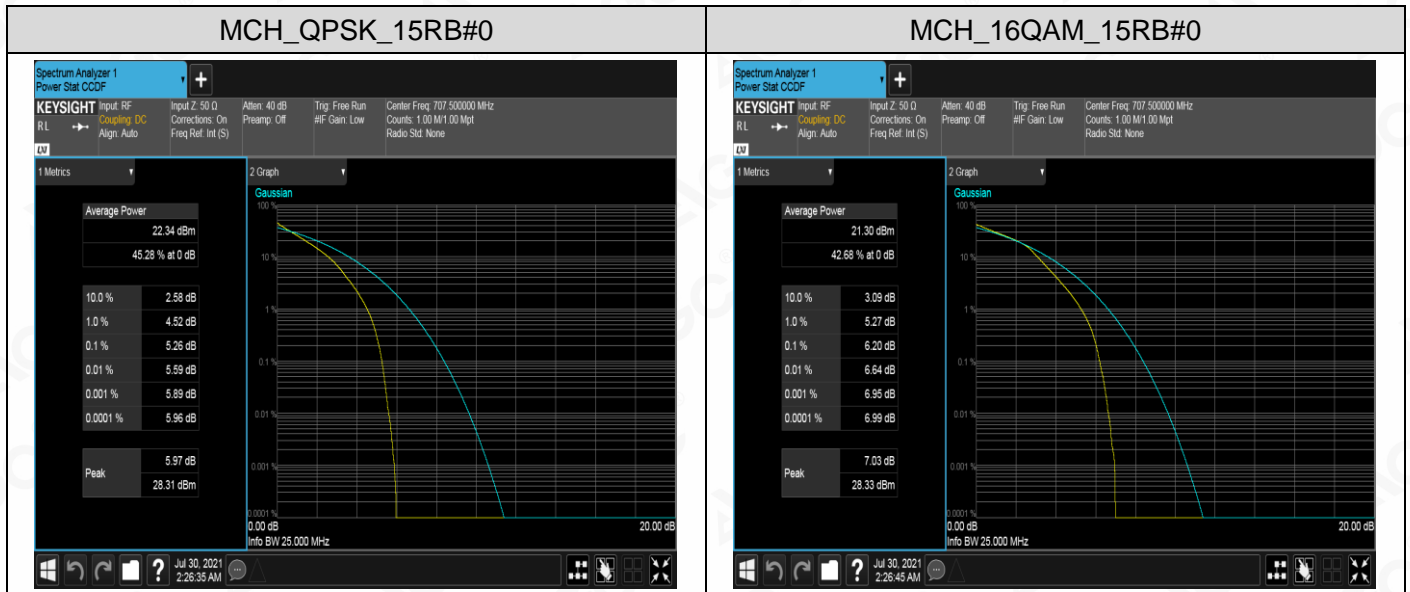 MCH_QPSK_15RB#0
Spectrum Analyzer 1
Power Stat CCDF
KEYSIGHT
RL
Input: RF
Coupling: DC
Align: Auto
Input Z: 50 Ω
Corrections: On
Freq Ref: Int (S)
Atten: 40 dB
Preamp: Off
Trig: Free Run
#IF Gain: Low
Center Freq: 707.500000 MHz
Counts: 1.00 M/1.00 Mpt
Radio Std: None
LXI
1 Metrics
Average Power
22.34 dBm
45.28 % at 0 dB
10.0 % 2.58 dB
1.0 % 4.52 dB
0.1 % 5.26 dB
0.01 % 5.59 dB
0.001 % 5.89 dB
0.0001 % 5.96 dB
Peak
5.97 dB
28.31 dBm
2 Graph
Gaussian
100 %
10 %
1 %
0.1 %
0.01 %
0.001 %
0.0001 %
0.00 dB 20.00 dB
Info BW 25.000 MHz
Jul 30, 2021
2:26:35 AM
MCH_16QAM_15RB#0
Spectrum Analyzer 1
Power Stat CCDF
KEYSIGHT
RL
Input: RF
Coupling: DC
Align: Auto
Input Z: 50 Ω
Corrections: On
Freq Ref: Int (S)
Atten: 40 dB
Preamp: Off
Trig: Free Run
#IF Gain: Low
Center Freq: 707.500000 MHz
Counts: 1.00 M/1.00 Mpt
Radio Std: None
LXI
1 Metrics
Average Power
21.30 dBm
42.68 % at 0 dB
10.0 % 3.09 dB
1.0 % 5.27 dB
0.1 % 6.20 dB
0.01 % 6.64 dB
0.001 % 6.95 dB
0.0001 % 6.99 dB
Peak
7.03 dB
28.33 dBm
2 Graph
Gaussian
100 %
10 %
1 %
0.1 %
0.01 %
0.001 %
0.0001 %
0.00 dB 20.00 dB
Info BW 25.000 MHz
Jul 30, 2021
2:26:45 AM